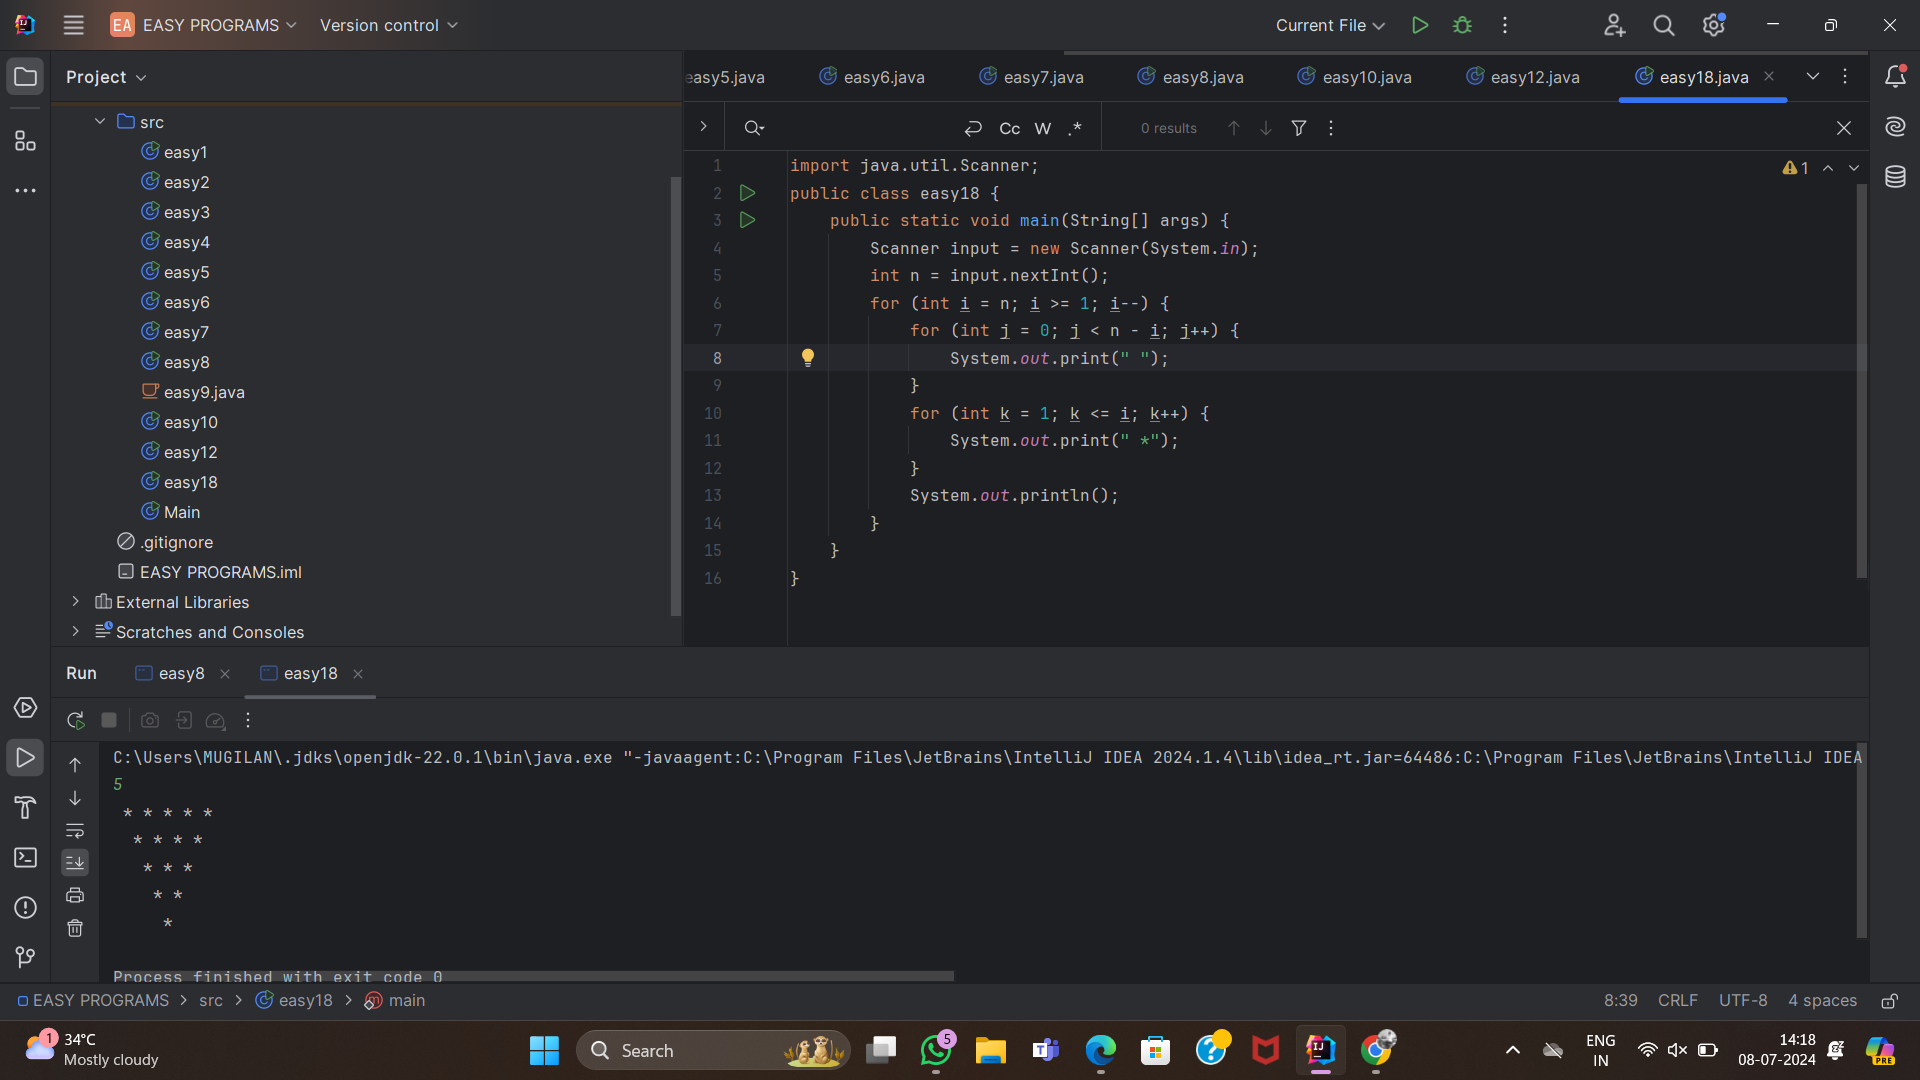 EA EASY PROGRAMS Version control Current File
Project
easy5.java easy6.java easy7.java easy8.java easy10.java easy12.java easy18.java
Cc W .* 0 results
src
easy1
easy2
easy3
easy4
easy5
easy6
easy7
easy8
easy9.java
easy10
easy12
easy18
Main
.gitignore
EASY PROGRAMS.iml
External Libraries
Scratches and Consoles
1 import java.util.Scanner;
2 public class easy18 {
3 public static void main(String[] args) {
4 Scanner input = new Scanner(System.in);
5 int n = input.nextInt();
6 for (int i = n; i >= 1; i--) {
7 for (int j = 0; j < n - i; j++) {
8 System.out.print(" ");
9 }
10 for (int k = 1; k <= i; k++) {
11 System.out.print(" *");
12 }
13 System.out.println();
14 }
15 }
16 }
1
Run easy8 easy18
C:\Users\MUGILAN\.jdks\openjdk-22.0.1\bin\java.exe "-javaagent:C:\Program Files\JetBrains\IntelliJ IDEA 2024.1.4\lib\idea_rt.jar=64486:C:\Program Files\JetBrains\IntelliJ IDEA
5
* * * * *
* * * *
* * *
* *
*
Process finished with exit code 0
EASY PROGRAMS > src > easy18 > main 8:39 CRLF UTF-8 4 spaces
1 34°C
Mostly cloudy
Search
5
ENG
IN
14:18
08-07-2024
PRE